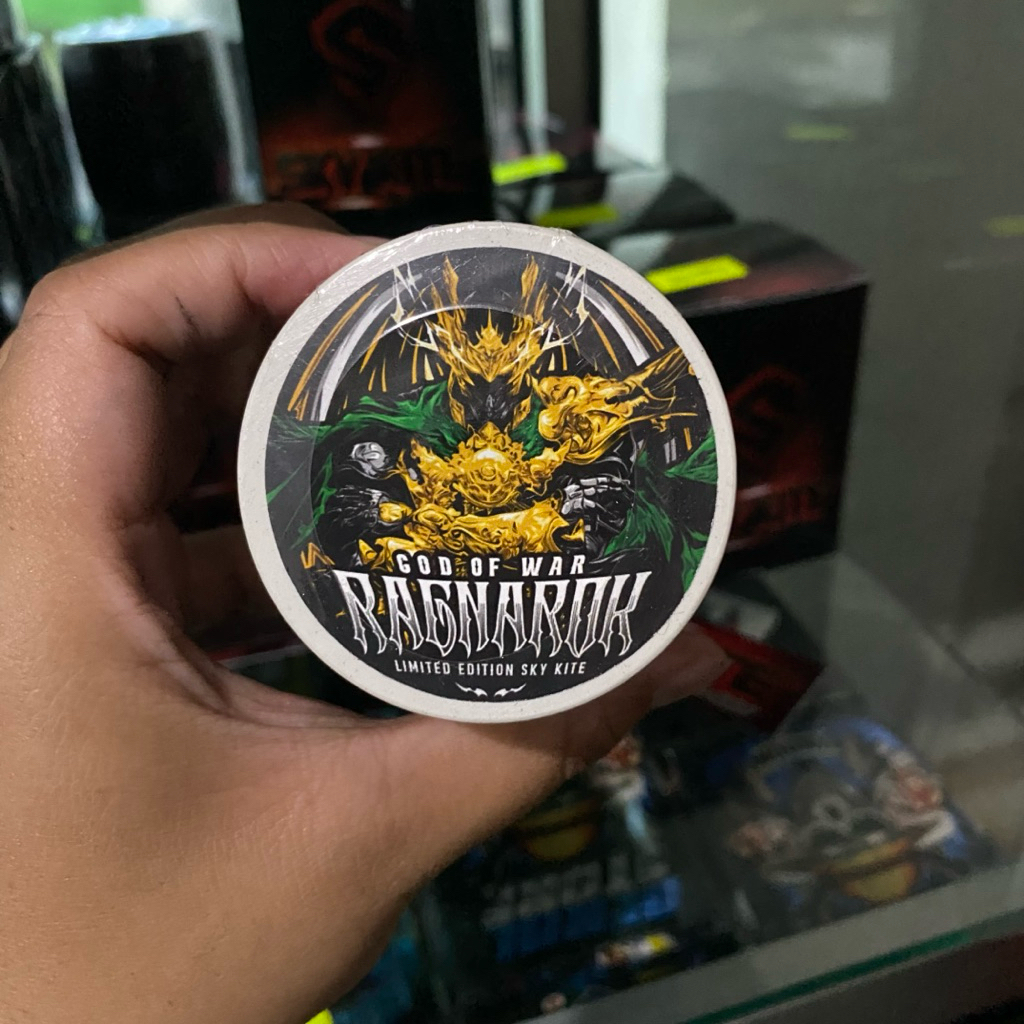 GOD OF WAR
RAGNAROK
LIMITED EDITION SKY KITE